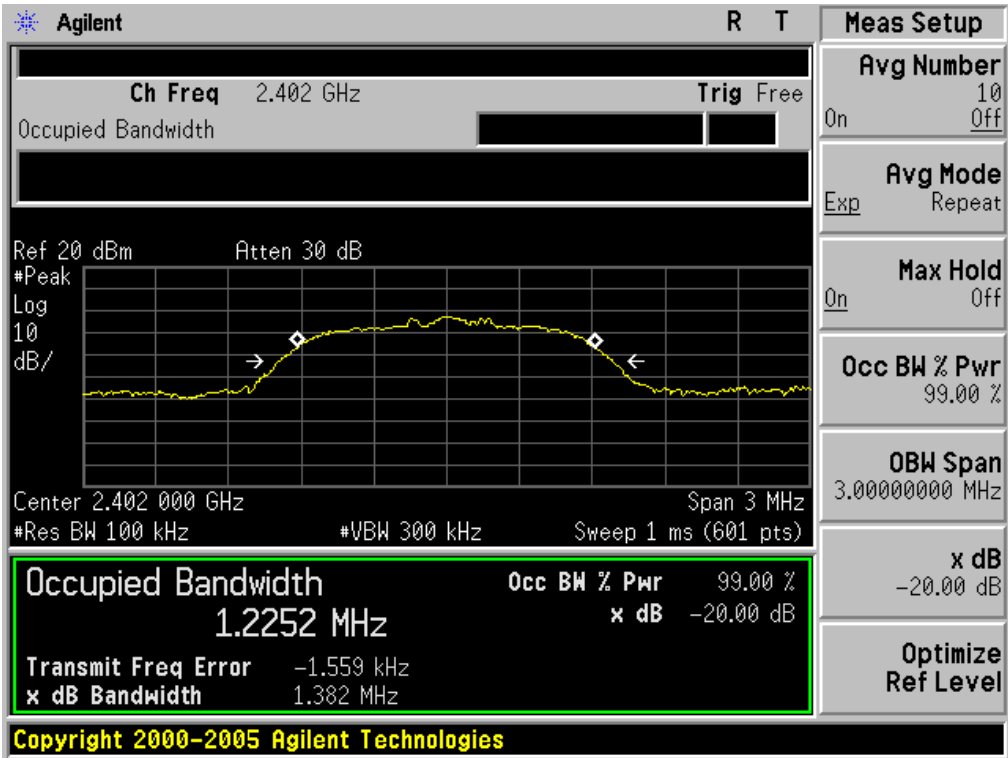 Agilent R T
Ch Freq 2.402 GHz Trig Free
Occupied Bandwidth
Ref 20 dBm Atten 30 dB
#Peak
Log
10
dB/
Center 2.402 000 GHz Span 3 MHz
#Res BW 100 kHz #VBW 300 kHz Sweep 1 ms (601 pts)
Occupied Bandwidth Occ BW % Pwr 99.00 %
1.2252 MHz x dB -20.00 dB
Transmit Freq Error -1.559 kHz
x dB Bandwidth 1.382 MHz
Copyright 2000-2005 Agilent Technologies
Meas Setup
Avg Number
10
On Off
Avg Mode
Exp Repeat
Max Hold
On Off
Occ BW % Pwr
99.00 %
OBW Span
3.00000000 MHz
x dB
-20.00 dB
Optimize
Ref Level